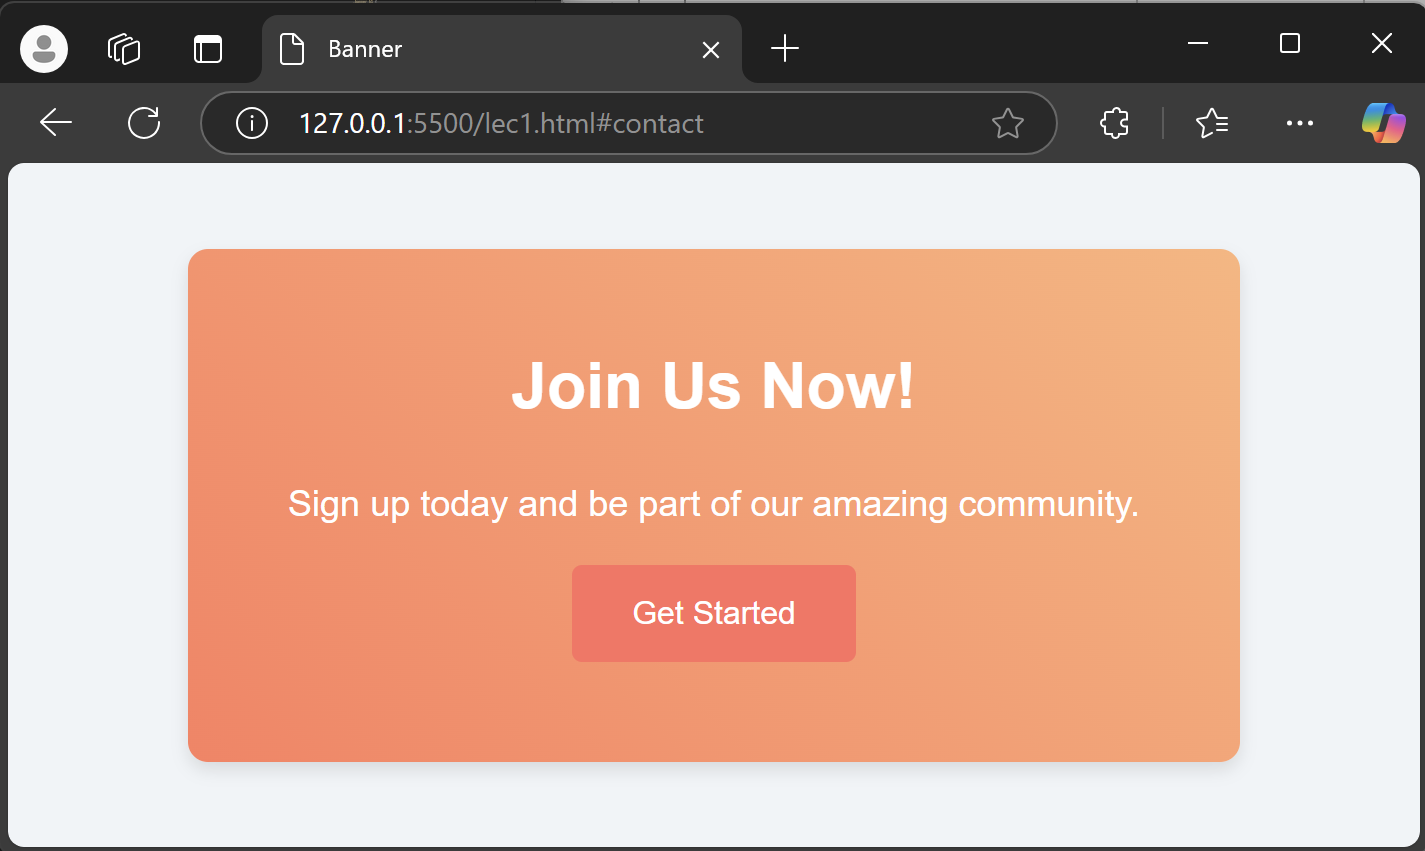 Banner
127.0.0.1:5500/lec1.html#contact
Join Us Now!
Sign up today and be part of our amazing community.
Get Started